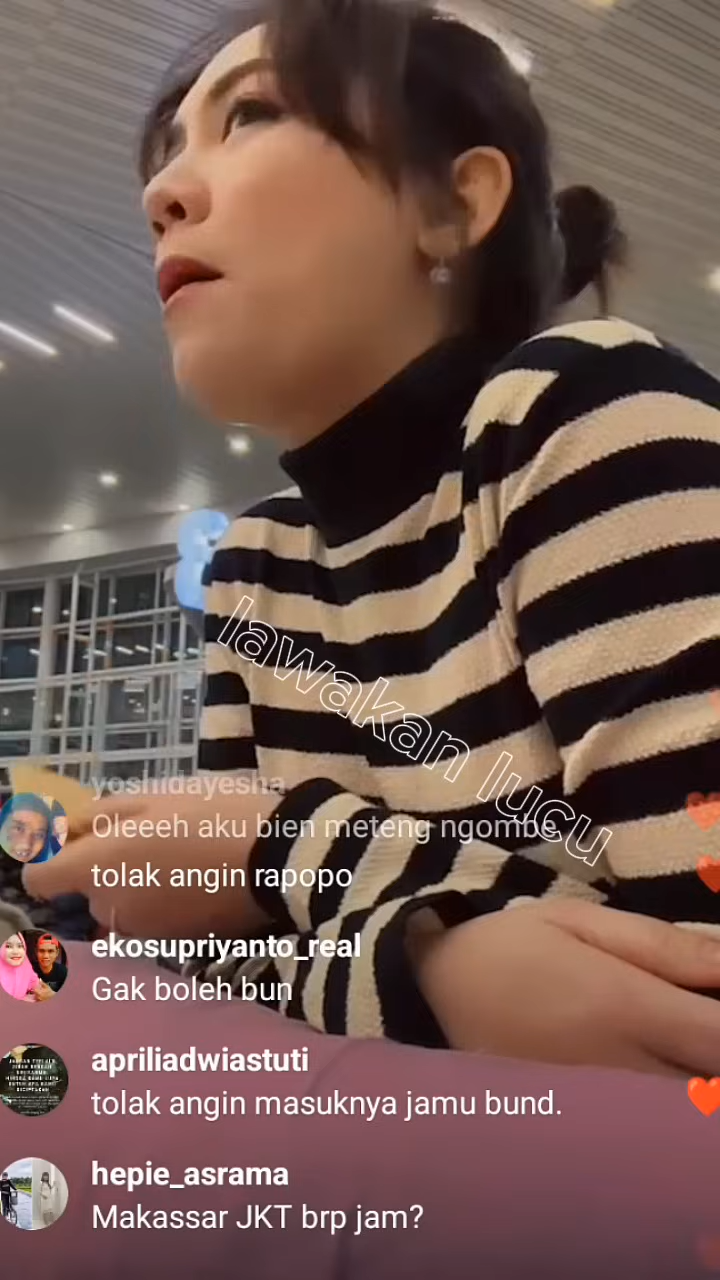 lawakan lucu
yoshidayesha
Oleeeh aku bien meteng ngombe
tolak angin rapopo
ekosupriyanto_real
Gak boleh bun
apriliadwiastuti
tolak angin masuknya jamu bund.
hepie_asrama
Makassar JKT brp jam?